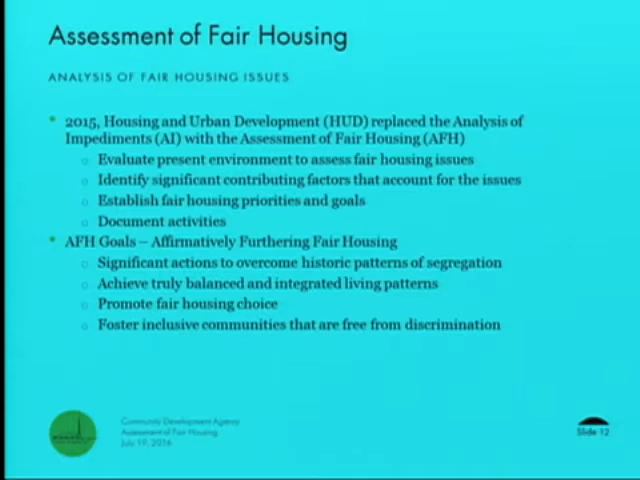 Assessment of Fair Housing
ANALYSIS OF FAIR HOUSING ISSUES
• 2015, Housing and Urban Development (HUD) replaced the Analysis of
Impediments (AI) with the Assessment of Fair Housing (AFH)
o Evaluate present environment to assess fair housing issues
o Identify significant contributing factors that account for the issues
o Establish fair housing priorities and goals
o Document activities
• AFH Goals – Affirmatively Furthering Fair Housing
o Significant actions to overcome historic patterns of segregation
o Achieve truly balanced and integrated living patterns
o Promote fair housing choice
o Foster inclusive communities that are free from discrimination
Community Development Agency
Assessment of Fair Housing
July 19, 2016
Slide 12